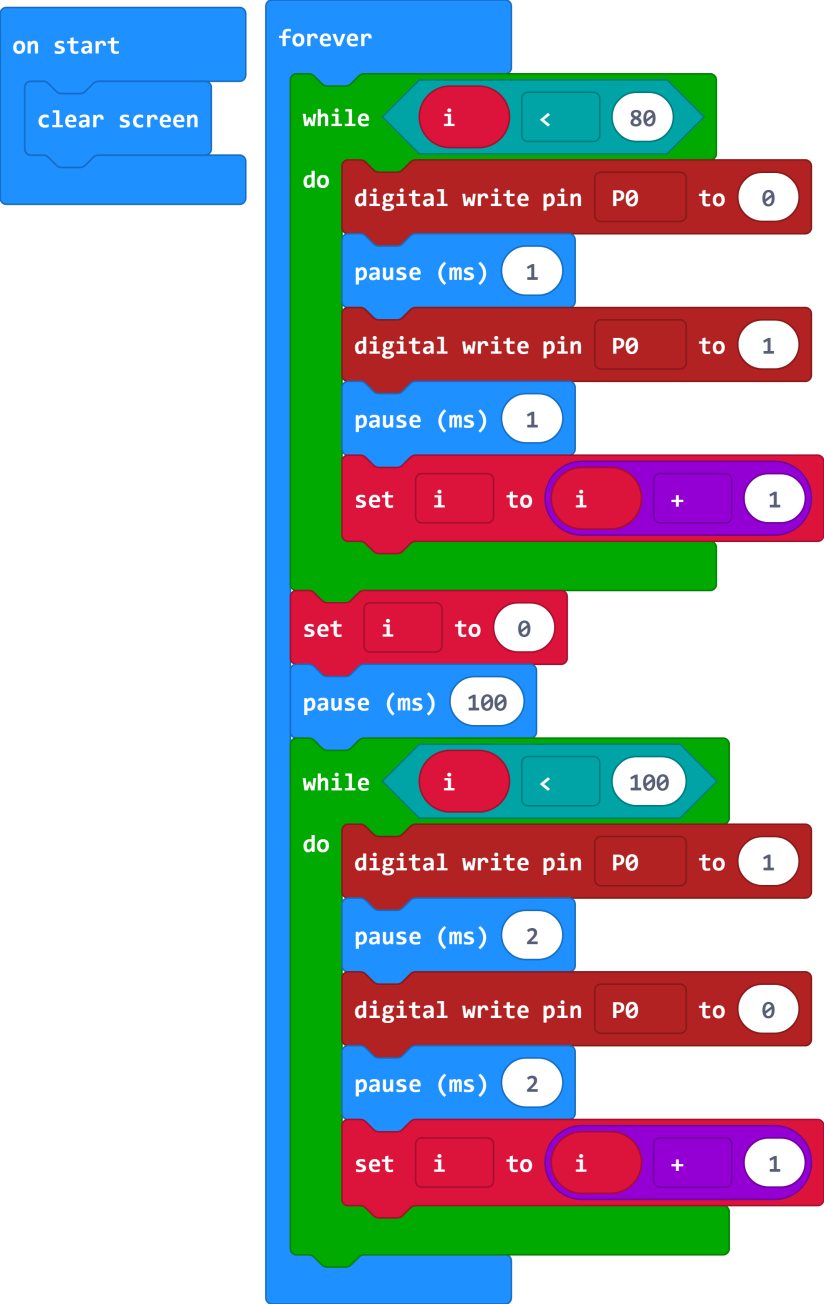 on start
clear screen
forever
while i < 80
do
digital write pin P0 to 0
pause (ms) 1
digital write pin P0 to 1
pause (ms) 1
set i to i + 1
set i to 0
pause (ms) 100
while i < 100
do
digital write pin P0 to 1
pause (ms) 2
digital write pin P0 to 0
pause (ms) 2
set i to i + 1